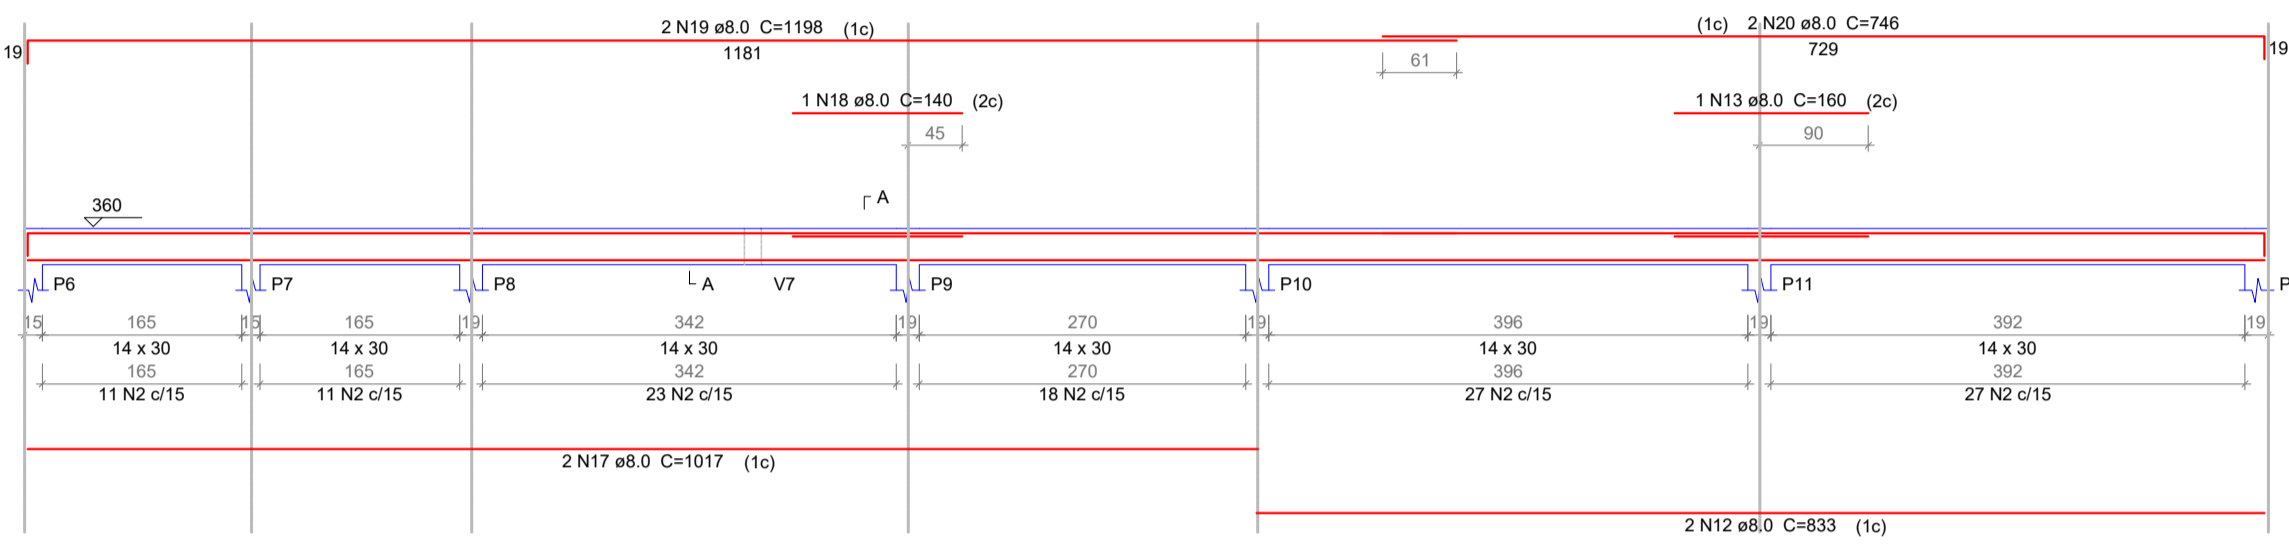 2 N19 ø8.0 C=1198 (1c)
(1c) 2 N20 ø8.0 C=746
19
1181
729
19
61
1 N18 ø8.0 C=140 (2c)
1 N13 ø8.0 C=160 (2c)
45
90
A
360
P6
P7
P8
A
V7
P9
P10
P11
P
15 165 15 165 19 342 19 270 19 396 19 392 19
14 x 30 14 x 30 14 x 30 14 x 30 14 x 30 14 x 30
165 165 342 270 396 392
11 N2 c/15 11 N2 c/15 23 N2 c/15 18 N2 c/15 27 N2 c/15 27 N2 c/15
2 N17 ø8.0 C=1017 (1c)
2 N12 ø8.0 C=833 (1c)